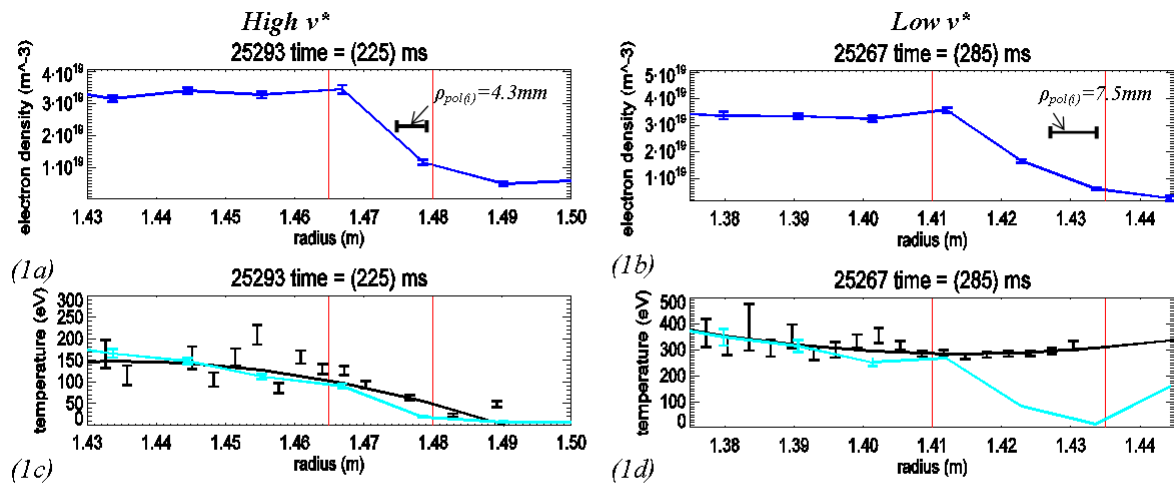 High v*
Low v*
25293 time = (225) ms
25267 time = (285) ms
electron density (m^-3)
4•10¹⁹
3•10¹⁹
2•10¹⁹
1•10¹⁹
ρpol(i)=4.3mm
1.43 1.44 1.45 1.46 1.47 1.48 1.49 1.50
radius (m)
(1a)
electron density (m^-3)
5•10¹⁹
4•10¹⁹
3•10¹⁹
2•10¹⁹
1•10¹⁹
ρpol(i)=7.5mm
1.38 1.39 1.40 1.41 1.42 1.43 1.44
radius (m)
(1b)
25293 time = (225) ms
temperature (eV)
300
250
200
150
100
50
0
1.43 1.44 1.45 1.46 1.47 1.48 1.49 1.50
radius (m)
(1c)
25267 time = (285) ms
temperature (eV)
500
400
300
200
100
0
1.38 1.39 1.40 1.41 1.42 1.43 1.44
radius (m)
(1d)